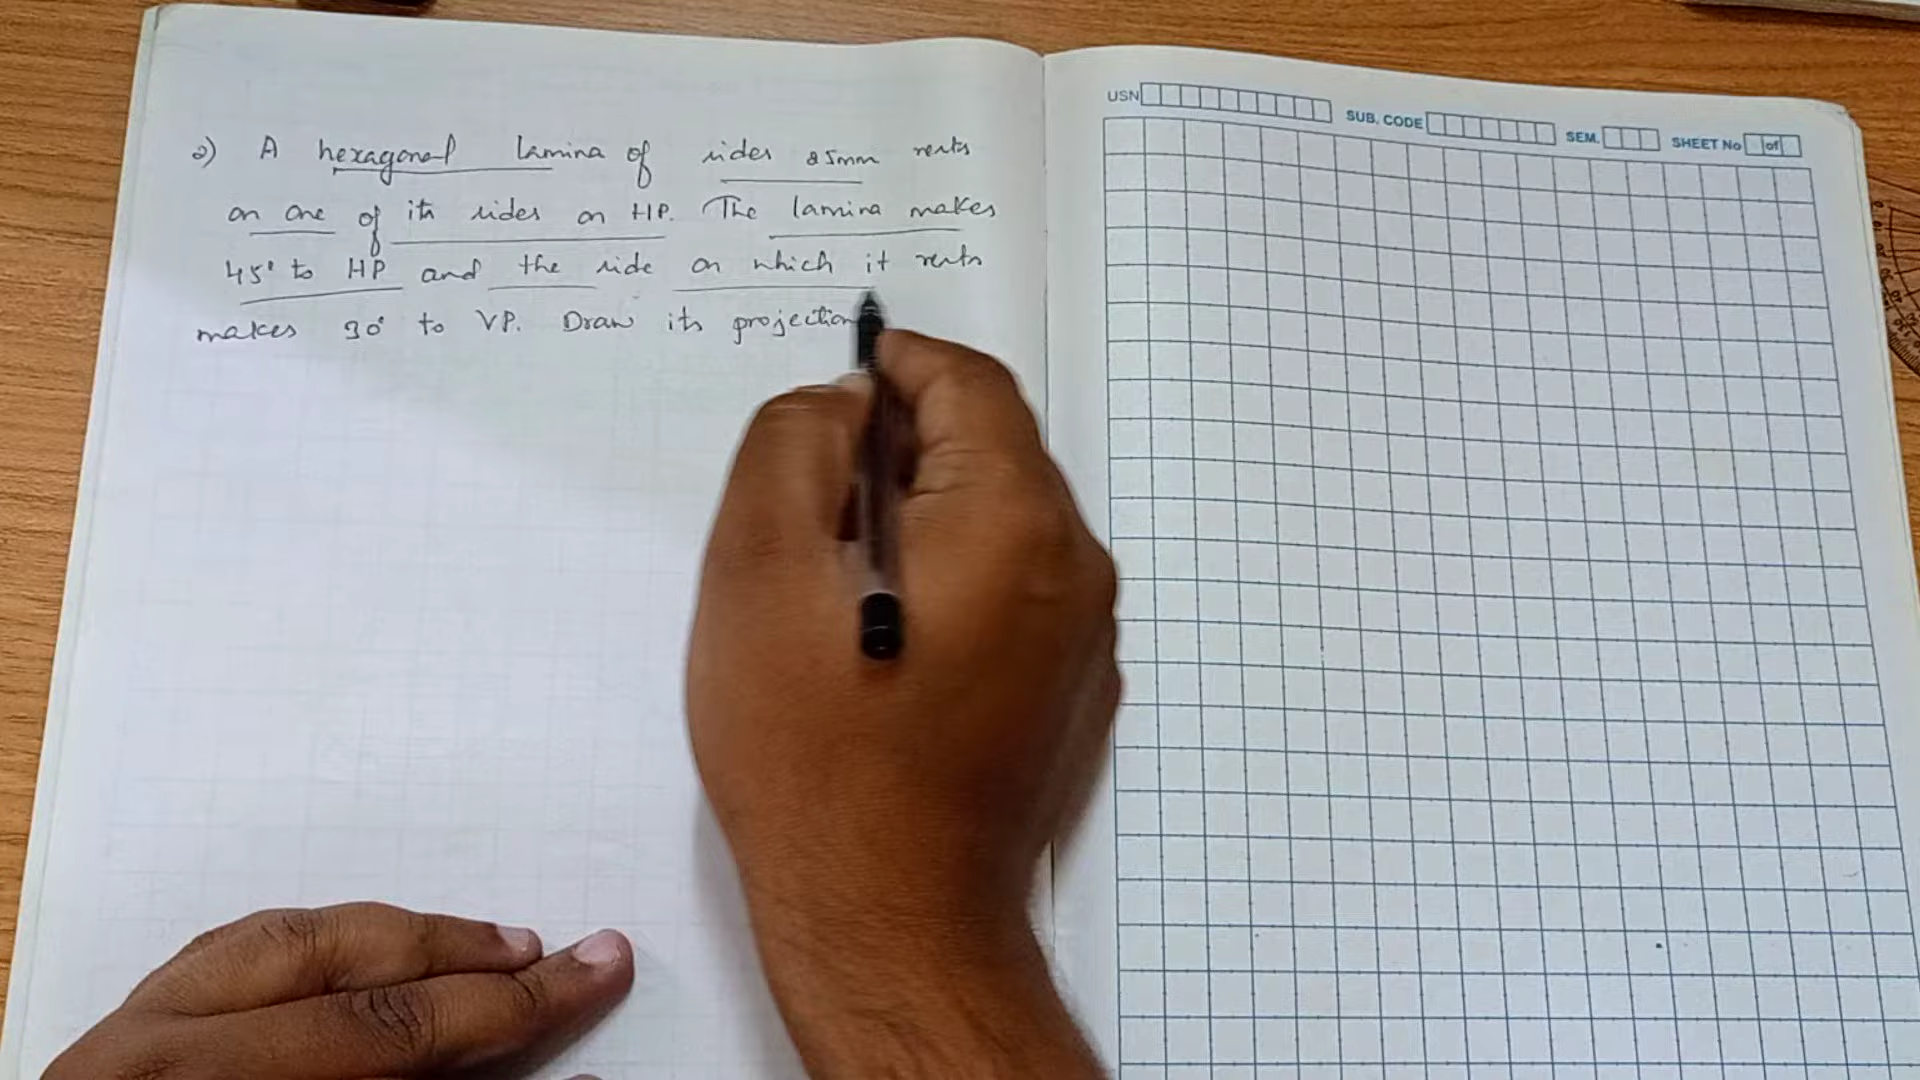 2) A hexagonal lamina of sides 25mm rests
on one of its sides on HP. The lamina makes
45° to HP and the side on which it rests
makes 30° to VP. Draw its projection
USN
SUB. CODE
SEM.
SHEET No of